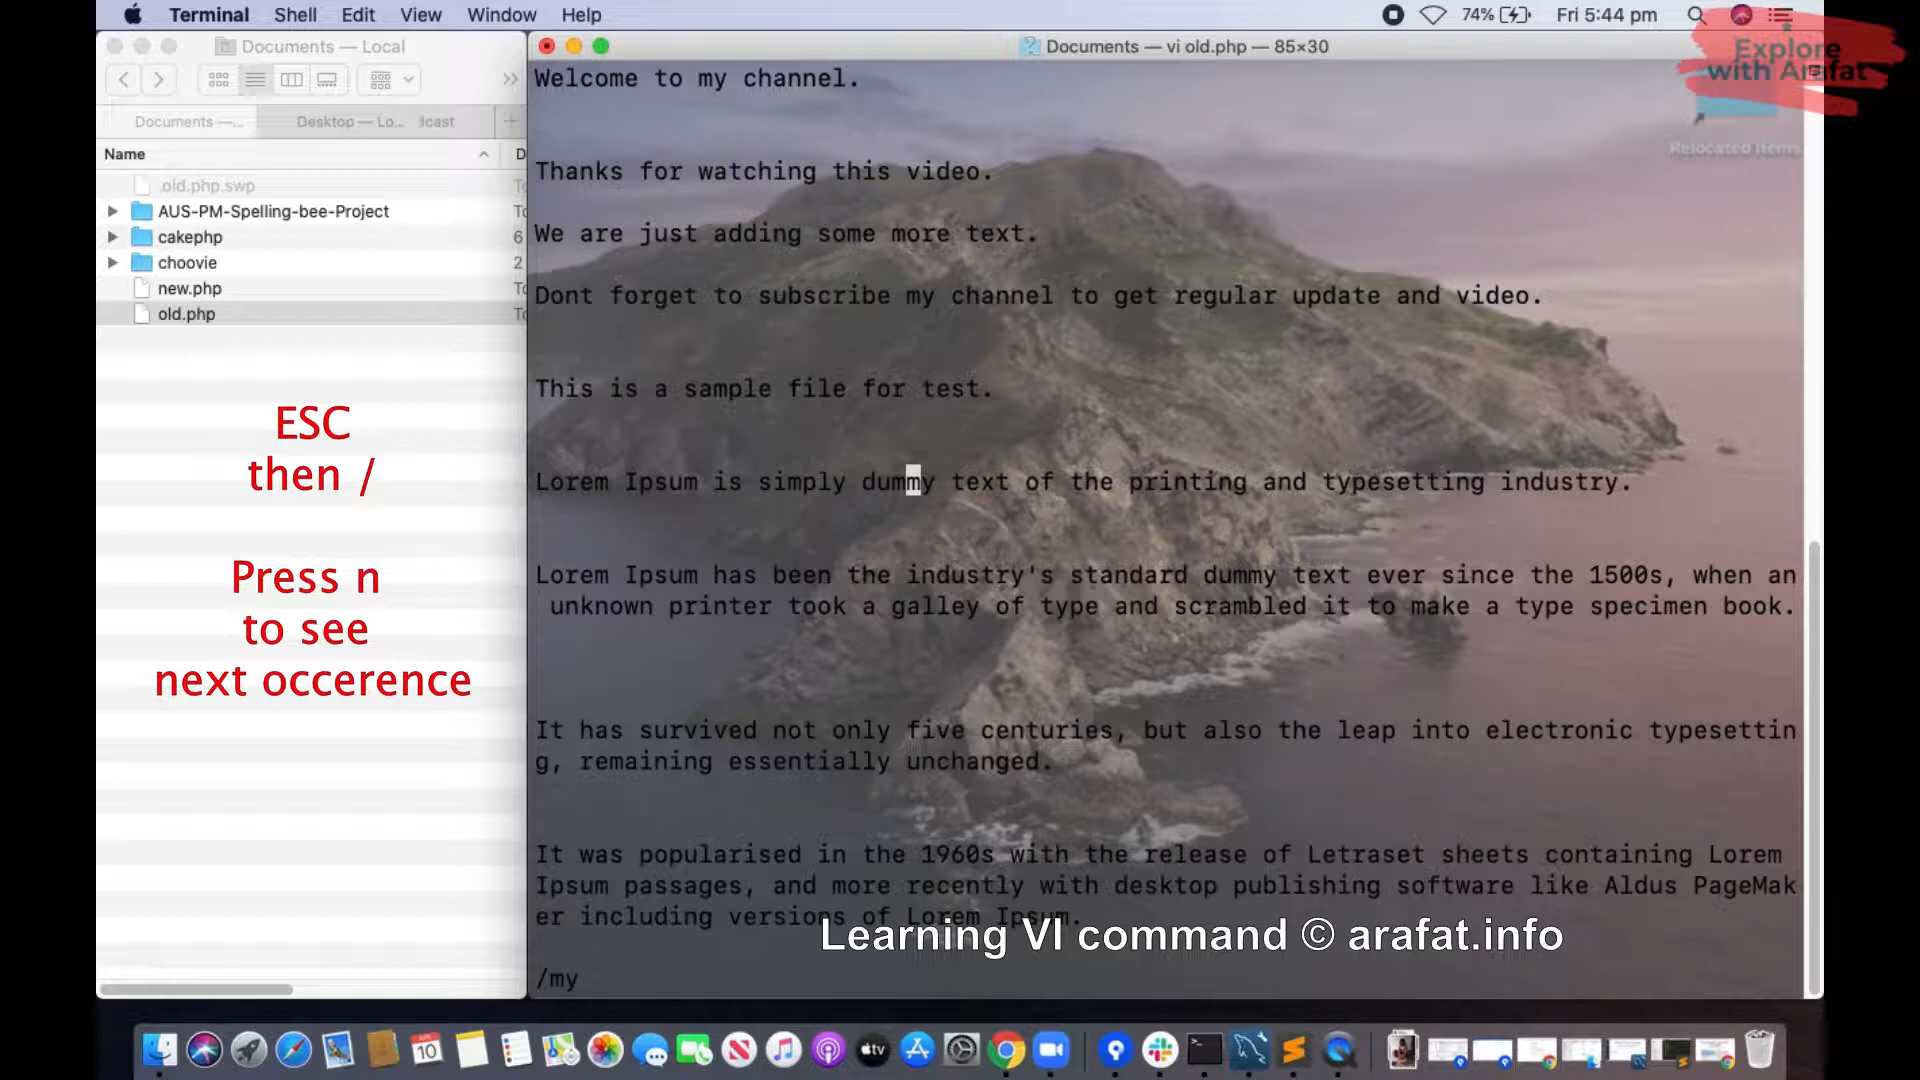 Terminal Shell Edit View Window Help
74% Fri 5:44 pm
Explore
with Arafat
Documents — Local
Documents —...
Desktop — Lo...
Name
.old.php.swp
AUS-PM-Spelling-bee-Project
cakephp
6
choovie
2
new.php
old.php
ESC
then /
Press n
to see
next occerence
Documents — vi old.php — 85×30
Relocated Items
Welcome to my channel.
Thanks for watching this video.
We are just adding some more text.
Dont forget to subscribe my channel to get regular update and video.
This is a sample file for test.
Lorem Ipsum is simply dummy text of the printing and typesetting industry.
Lorem Ipsum has been the industry's standard dummy text ever since the 1500s, when an
unknown printer took a galley of type and scrambled it to make a type specimen book.
It has survived not only five centuries, but also the leap into electronic typesettin
g, remaining essentially unchanged.
It was popularised in the 1960s with the release of Letraset sheets containing Lorem
Ipsum passages, and more recently with desktop publishing software like Aldus PageMak
er including versions of Lorem Ipsum.
Learning VI command © arafat.info
/my
10
tv